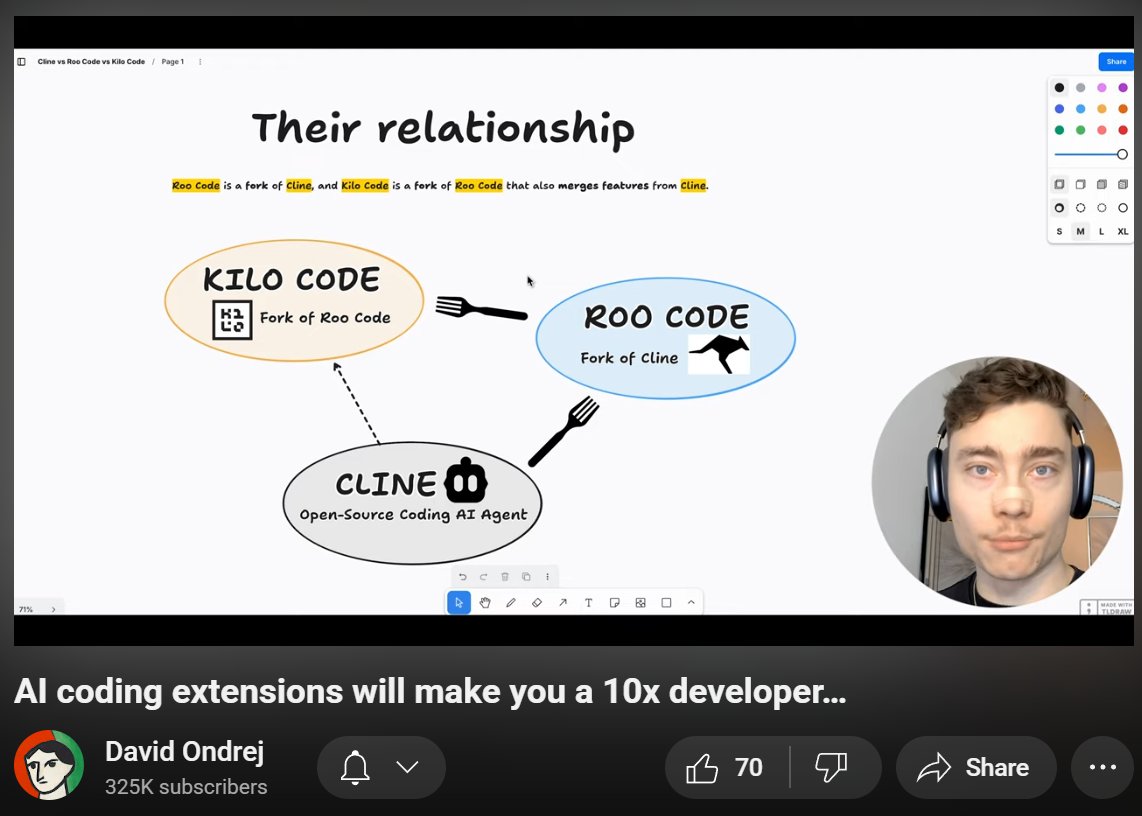 Cline vs Roo Code vs Kilo Code / Page 1
Share
Their relationship
Roo Code is a fork of Cline, and Kilo Code is a fork of Roo Code that also merges features from Cline.
S M L XL
KILO CODE
Fork of Roo Code
ROO CODE
Fork of Cline
CLINE
Open-Source Coding AI Agent
T
71%
MADE WITH
TLDRAW
AI coding extensions will make you a 10x developer...
David Ondrej
325K subscribers
70
Share